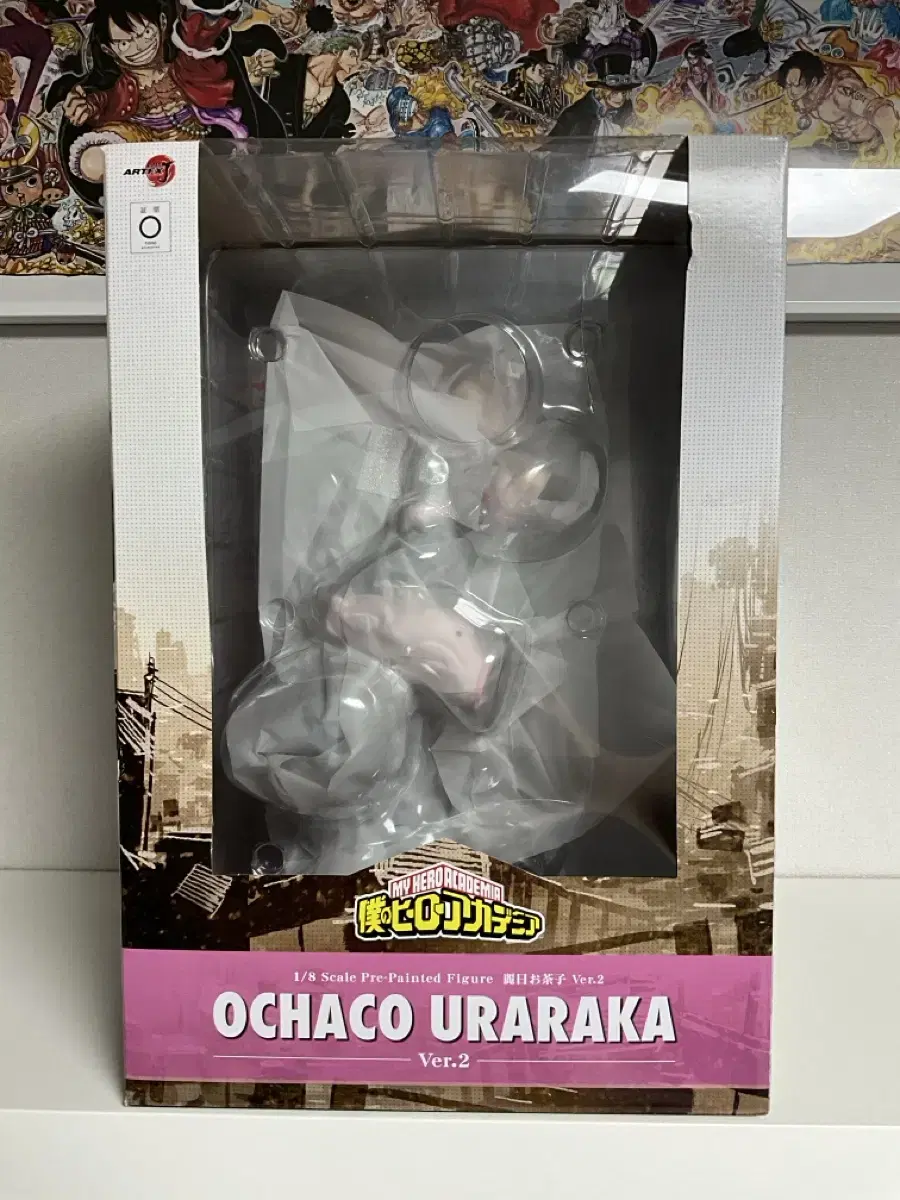 ARTFX J
MY HERO ACADEMIA
僕のヒーローアカデミア
1/8 Scale Pre-Painted Figure 麗日お茶子 Ver.2
OCHACO URARAKA
Ver.2